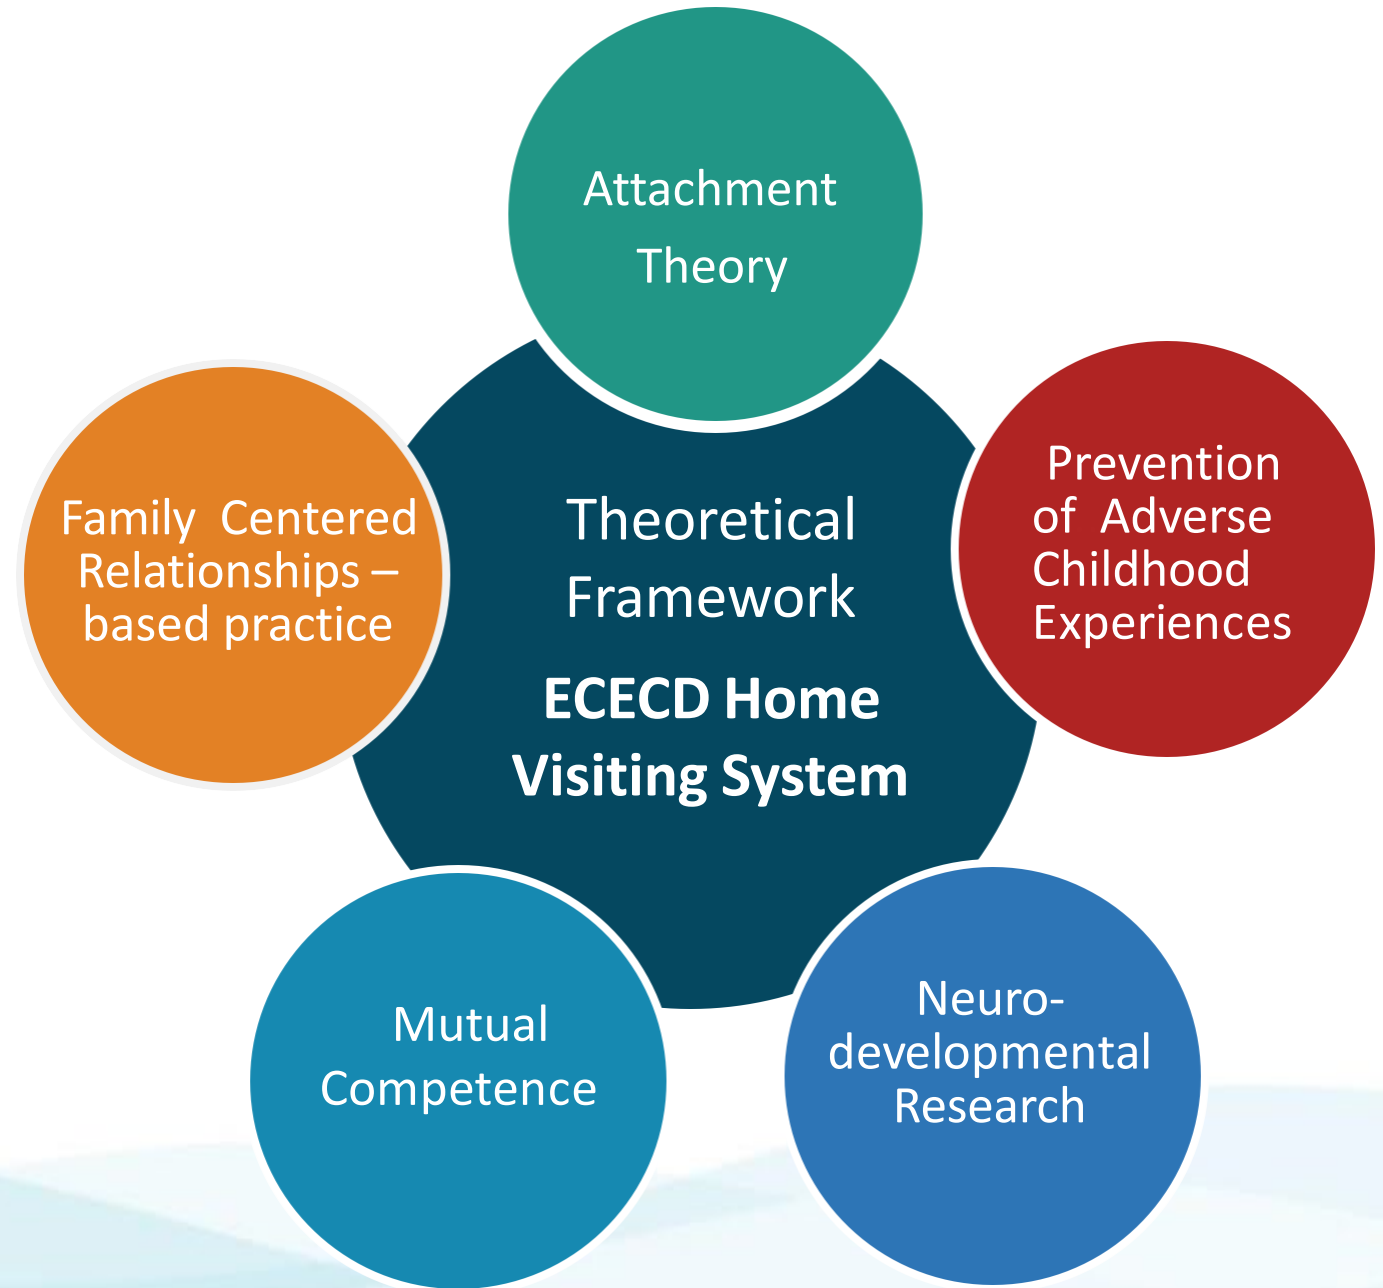 Attachment
Theory
Prevention
of Adverse
Childhood
Experiences
Family Centered
Relationships –
based practice
Theoretical
Framework
ECECD Home
Visiting System
Neuro-
developmental
Research
Mutual
Competence